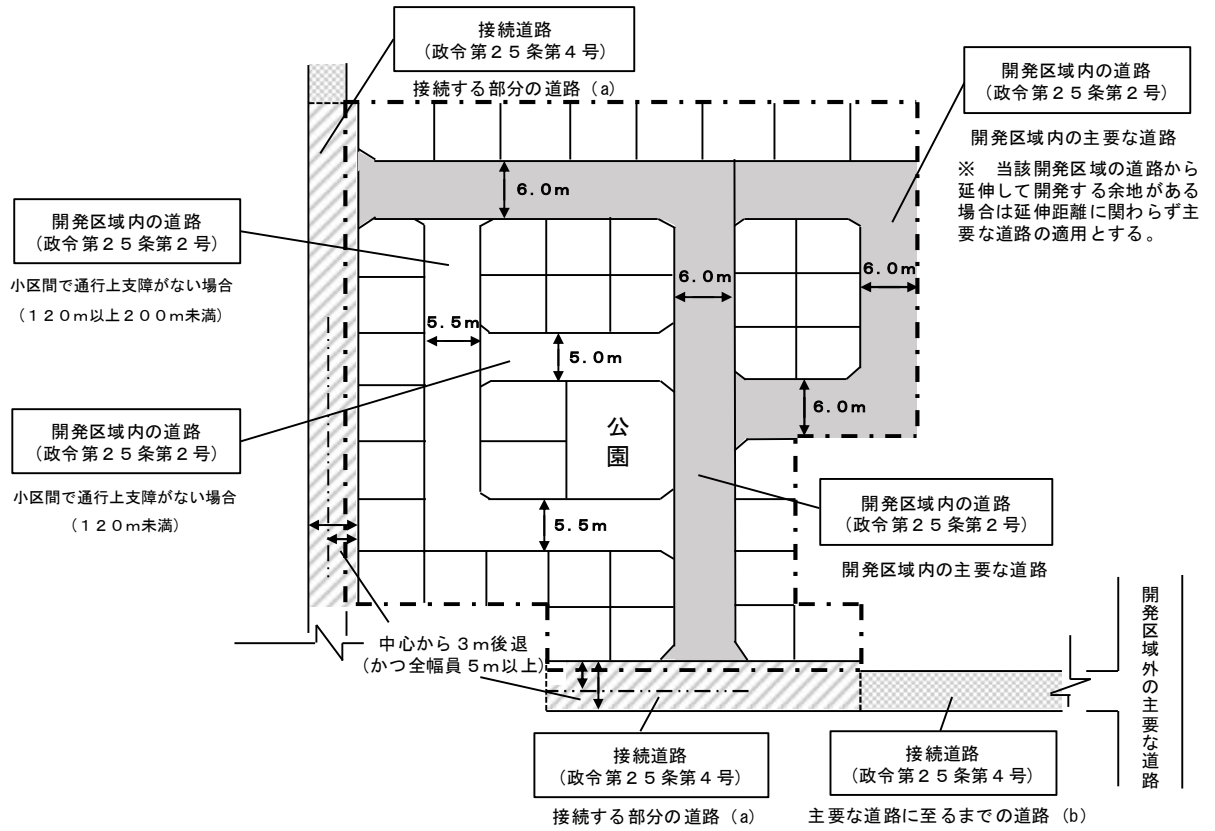 接続道路
（政令第２５条第４号）
接続する部分の道路（a）
開発区域内の道路
（政令第２５条第２号）
開発区域内の主要な道路
※　当該開発区域の道路から
延伸して開発する余地がある
場合は延伸距離に関わらず主
要な道路の適用とする。
6.0m
開発区域内の道路
（政令第２５条第２号）
小区間で通行上支障がない場合
（１２０ｍ以上２００ｍ未満）
6.0m
6.0m
5.5m
5.0m
6.0m
開発区域内の道路
（政令第２５条第２号）
小区間で通行上支障がない場合
（１２０ｍ未満）
公園
5.5m
開発区域内の道路
（政令第２５条第２号）
開発区域内の主要な道路
開発区域外の主要な道路
中心から３ｍ後退
（かつ全幅員５ｍ以上）
接続道路
（政令第２５条第４号）
接続する部分の道路（a）
接続道路
（政令第２５条第４号）
主要な道路に至るまでの道路（b）